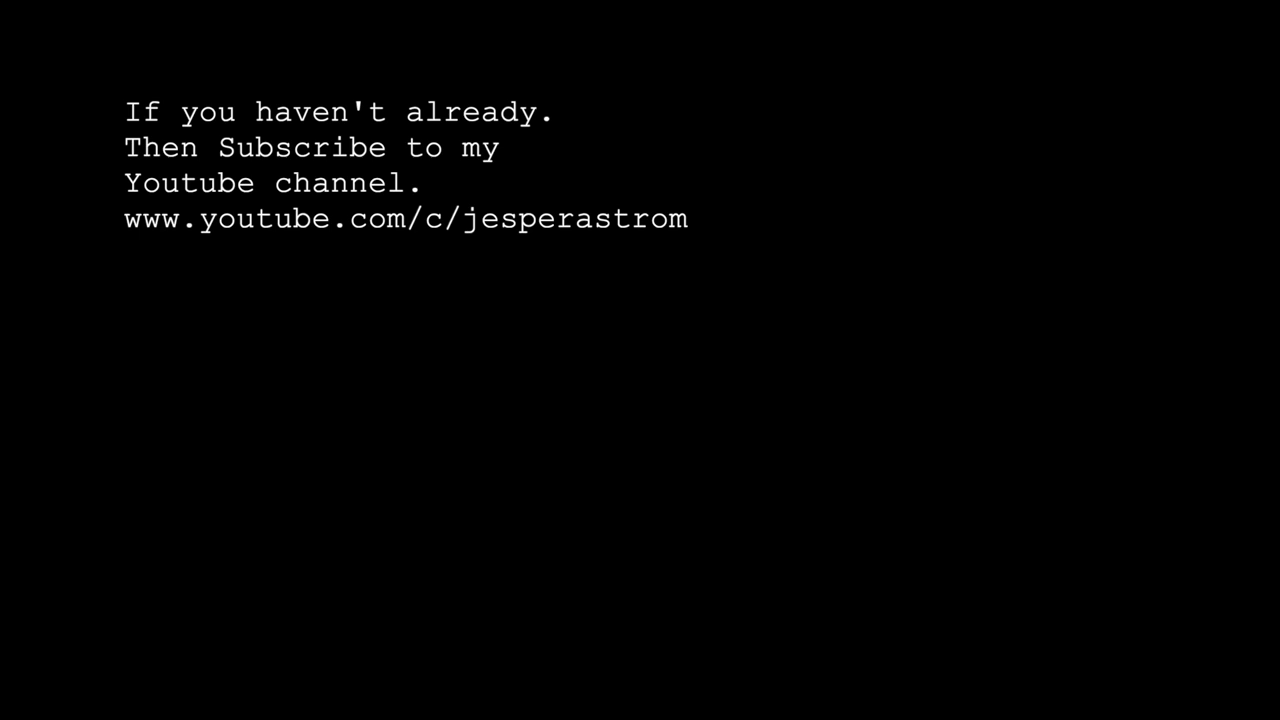 If you haven't already.
Then Subscribe to my
Youtube channel.
www.youtube.com/c/jesperastrom